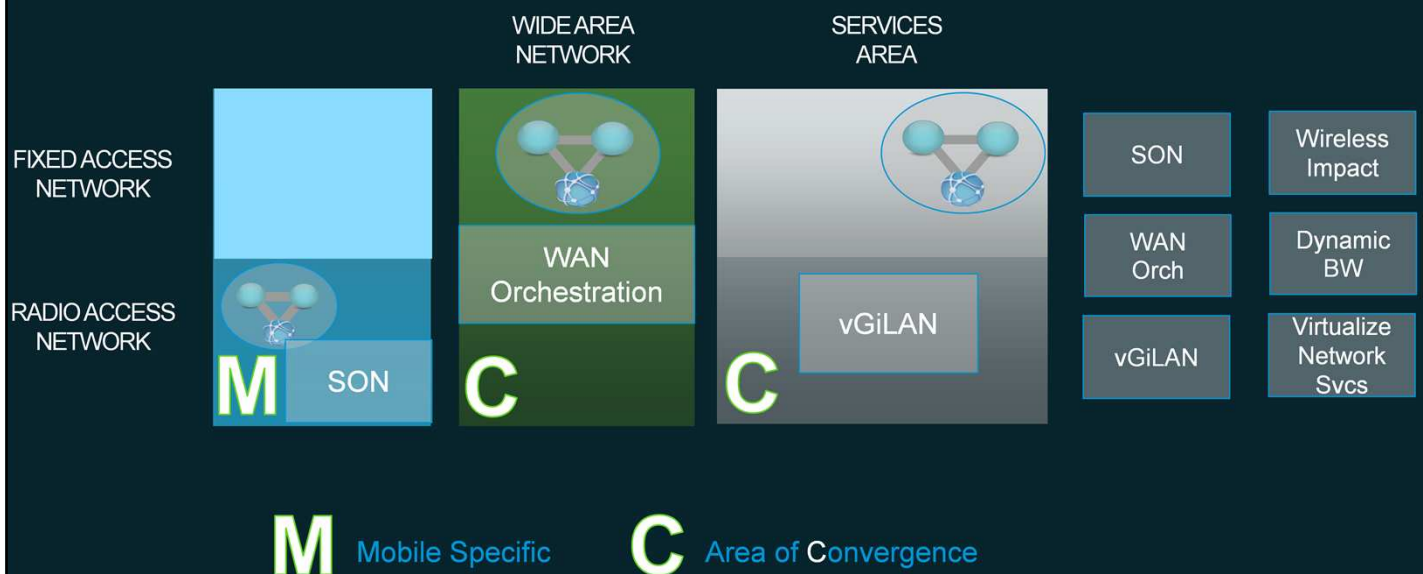 WIDE AREA
NETWORK
SERVICES
AREA
FIXED ACCESS
NETWORK
RADIO ACCESS
NETWORK
M
SON
WAN
Orchestration
C
vGiLAN
C
SON
Wireless
Impact
WAN
Orch
Dynamic
BW
vGiLAN
Virtualize
Network
Svcs
M Mobile Specific
C Area of Convergence